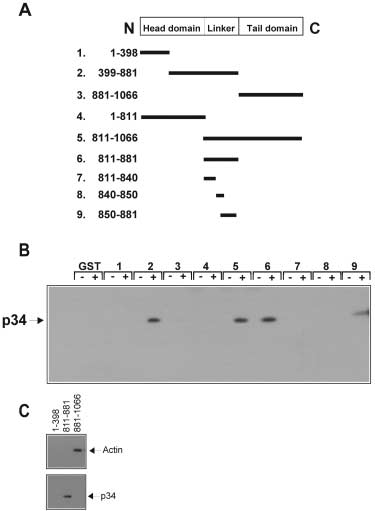 A
N Head domain Linker Tail domain C
1. 1-398
2. 399-881
3. 881-1066
4. 1-811
5. 811-1066
6. 811-881
7. 811-840
8. 840-850
9. 850-881
B
GST 1 2 3 4 5 6 7 8 9
- + - + - + - + - + - + - + - + - + - +
p34
C
1-398 811-881 881-1066
Actin
p34